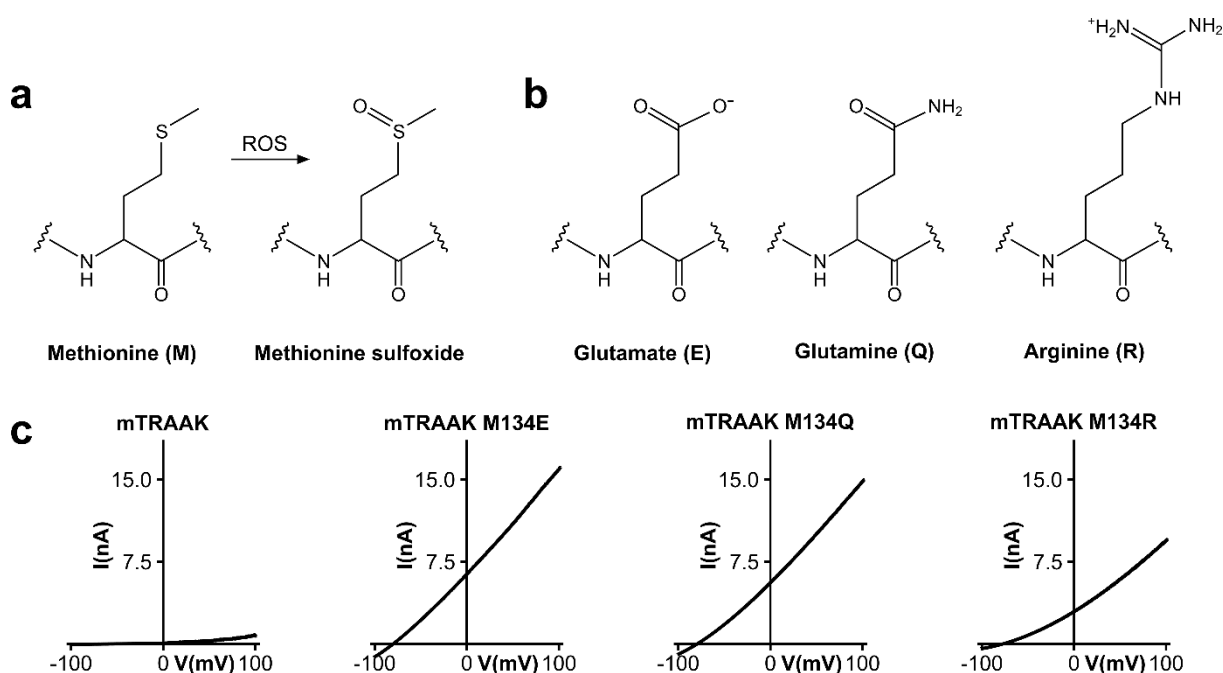 a
O
S
S
ROS
N
H
O
N
H
O
Methionine (M)
Methionine sulfoxide
b
O
O⁻
O
NH₂
⁺H₂N
NH₂
NH
N
H
O
N
H
O
N
H
O
Glutamate (E)
Glutamine (Q)
Arginine (R)
c
mTRAAK
15.0
I(nA)
7.5
-100
0
V(mV)
100
mTRAAK M134E
15.0
I(nA)
7.5
-100
0
V(mV)
100
mTRAAK M134Q
15.0
I(nA)
7.5
-100
0
V(mV)
100
mTRAAK M134R
15.0
I(nA)
7.5
-100
0
V(mV)
100